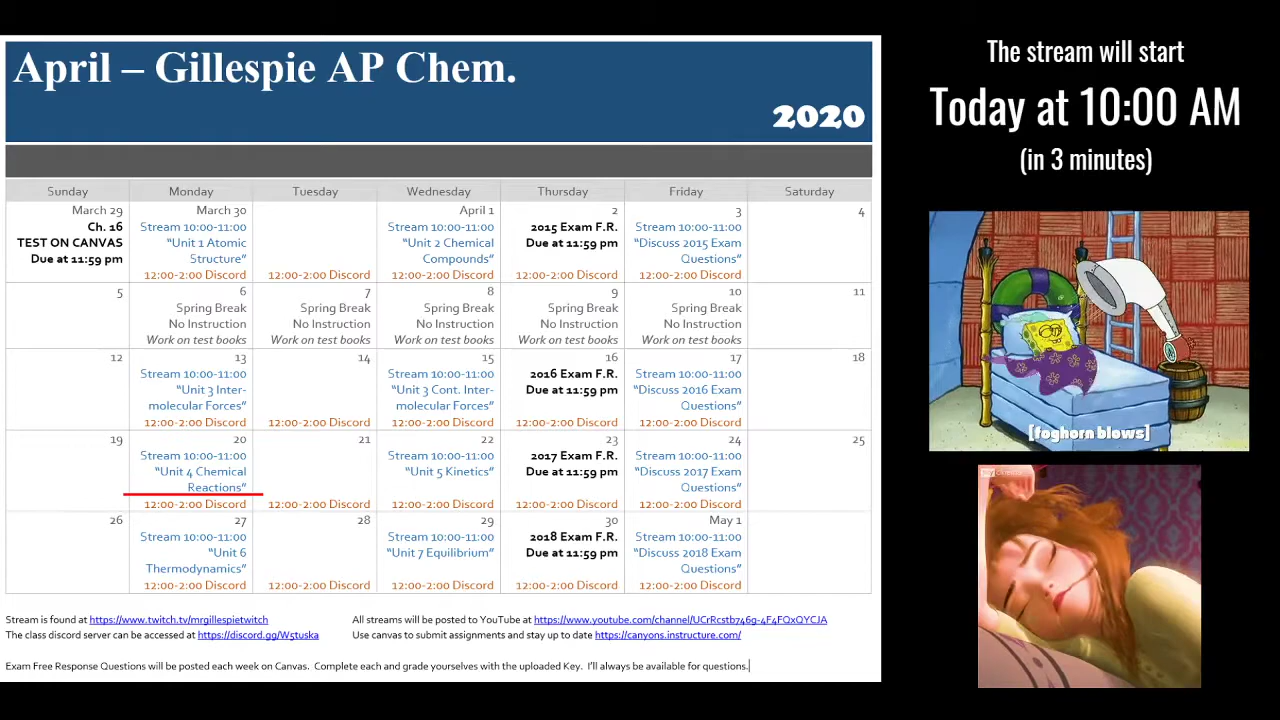 April – Gillespie AP Chem.
2020
Sunday Monday Tuesday Wednesday Thursday Friday Saturday
March 29
Ch. 16
TEST ON CANVAS
Due at 11:59 pm
March 30
Stream 10:00-11:00
"Unit 1 Atomic
Structure"
12:00-2:00 Discord
12:00-2:00 Discord
April 1
Stream 10:00-11:00
"Unit 2 Chemical
Compounds"
12:00-2:00 Discord
2
2015 Exam F.R.
Due at 11:59 pm
12:00-2:00 Discord
3
Stream 10:00-11:00
"Discuss 2015 Exam
Questions"
12:00-2:00 Discord
4
5
6
Spring Break
No Instruction
Work on test books
7
Spring Break
No Instruction
Work on test books
8
Spring Break
No Instruction
Work on test books
9
Spring Break
No Instruction
Work on test books
10
Spring Break
No Instruction
Work on test books
11
12
13
Stream 10:00-11:00
"Unit 3 Inter-
molecular Forces"
12:00-2:00 Discord
14
12:00-2:00 Discord
15
Stream 10:00-11:00
"Unit 3 Cont. Inter-
molecular Forces"
12:00-2:00 Discord
16
2016 Exam F.R.
Due at 11:59 pm
12:00-2:00 Discord
17
Stream 10:00-11:00
"Discuss 2016 Exam
Questions"
12:00-2:00 Discord
18
19
20
Stream 10:00-11:00
"Unit 4 Chemical
Reactions"
12:00-2:00 Discord
21
12:00-2:00 Discord
22
Stream 10:00-11:00
"Unit 5 Kinetics"
12:00-2:00 Discord
23
2017 Exam F.R.
Due at 11:59 pm
12:00-2:00 Discord
24
Stream 10:00-11:00
"Discuss 2017 Exam
Questions"
12:00-2:00 Discord
25
26
27
Stream 10:00-11:00
"Unit 6
Thermodynamics"
12:00-2:00 Discord
28
12:00-2:00 Discord
29
Stream 10:00-11:00
"Unit 7 Equilibrium"
12:00-2:00 Discord
30
2018 Exam F.R.
Due at 11:59 pm
12:00-2:00 Discord
May 1
Stream 10:00-11:00
"Discuss 2018 Exam
Questions"
12:00-2:00 Discord
Stream is found at https://www.twitch.tv/mrgillespietwitch
The class discord server can be accessed at https://discord.gg/W5tuska
All streams will be posted to YouTube at https://www.youtube.com/channel/UCrRcstb746g-4F4FQxQYCJA
Use canvas to submit assignments and stay up to date https://canyons.instructure.com/
Exam Free Response Questions will be posted each week on Canvas. Complete each and grade yourselves with the uploaded Key. I'll always be available for questions.
The stream will start
Today at 10:00 AM
(in 3 minutes)
[foghorn blows]